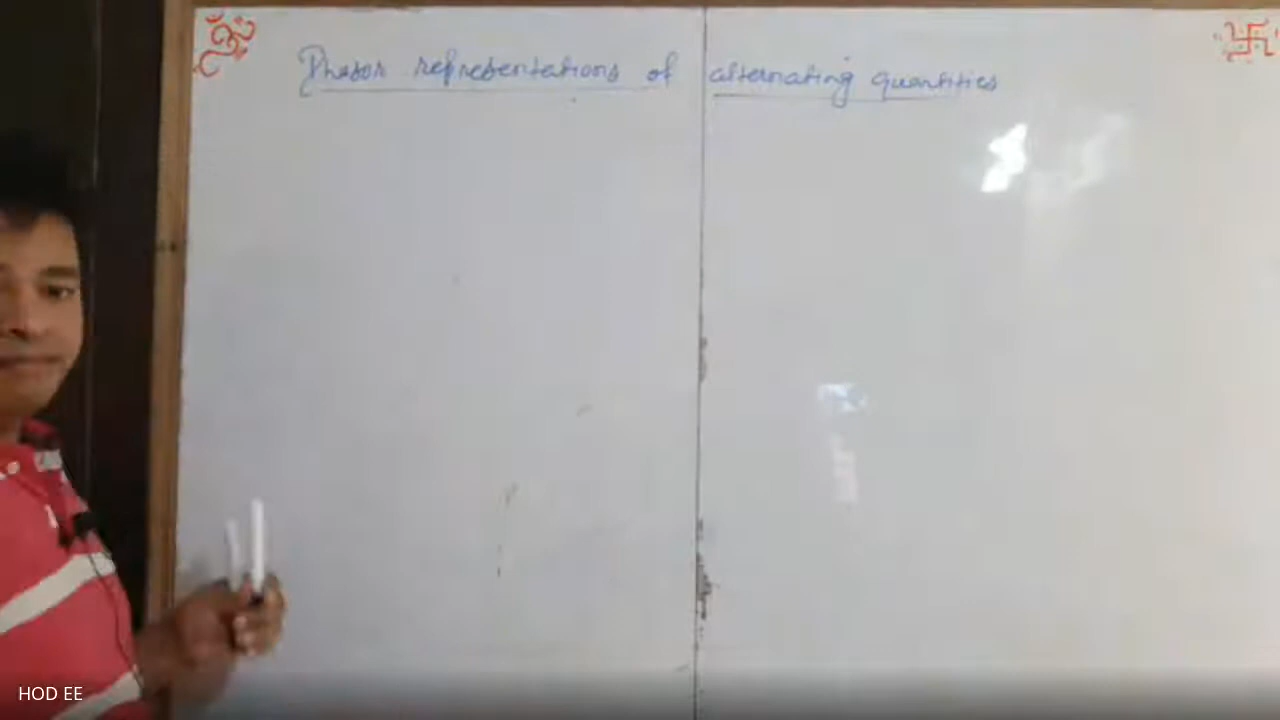 ॐ
Phasor representations of alternating quantities
HOD EE